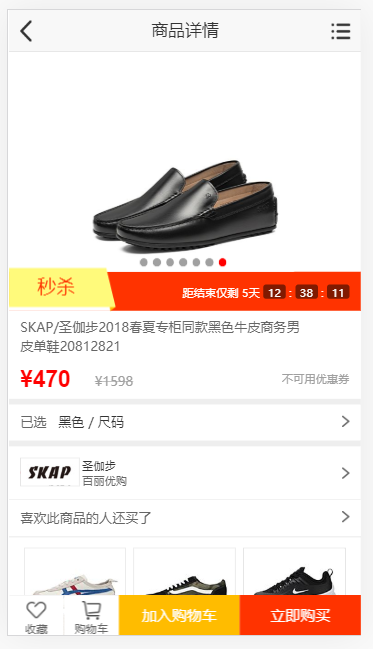 商品详情
秒杀
距结束仅剩 5天 12 : 38 : 11
SKAP/圣伽步2018春夏专柜同款黑色牛皮商务男
皮单鞋20812821
¥470 ¥1598 不可用优惠券
已选 黑色 / 尺码
SKAP 圣伽步
百丽优购
喜欢此商品的人还买了
收藏 购物车 加入购物车 立即购买